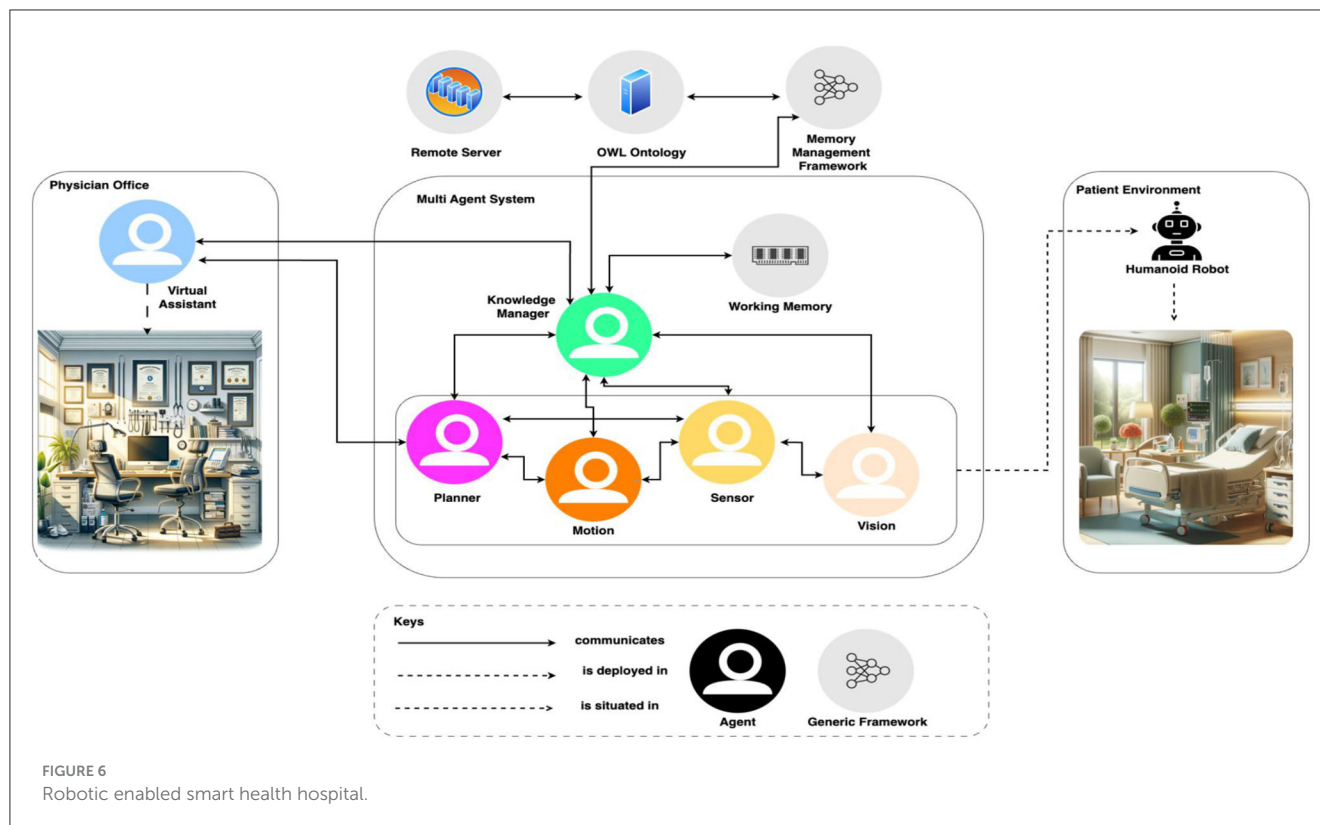 Remote Server
OWL Ontology
Memory
Management
Framework
Physician Office
Virtual
Assistant
Multi Agent System
Knowledge
Manager
Working Memory
Planner
Motion
Sensor
Vision
Patient Environment
Humanoid Robot
Keys
communicates
is deployed in
is situated in
Agent
Generic Framework
FIGURE 6
Robotic enabled smart health hospital.